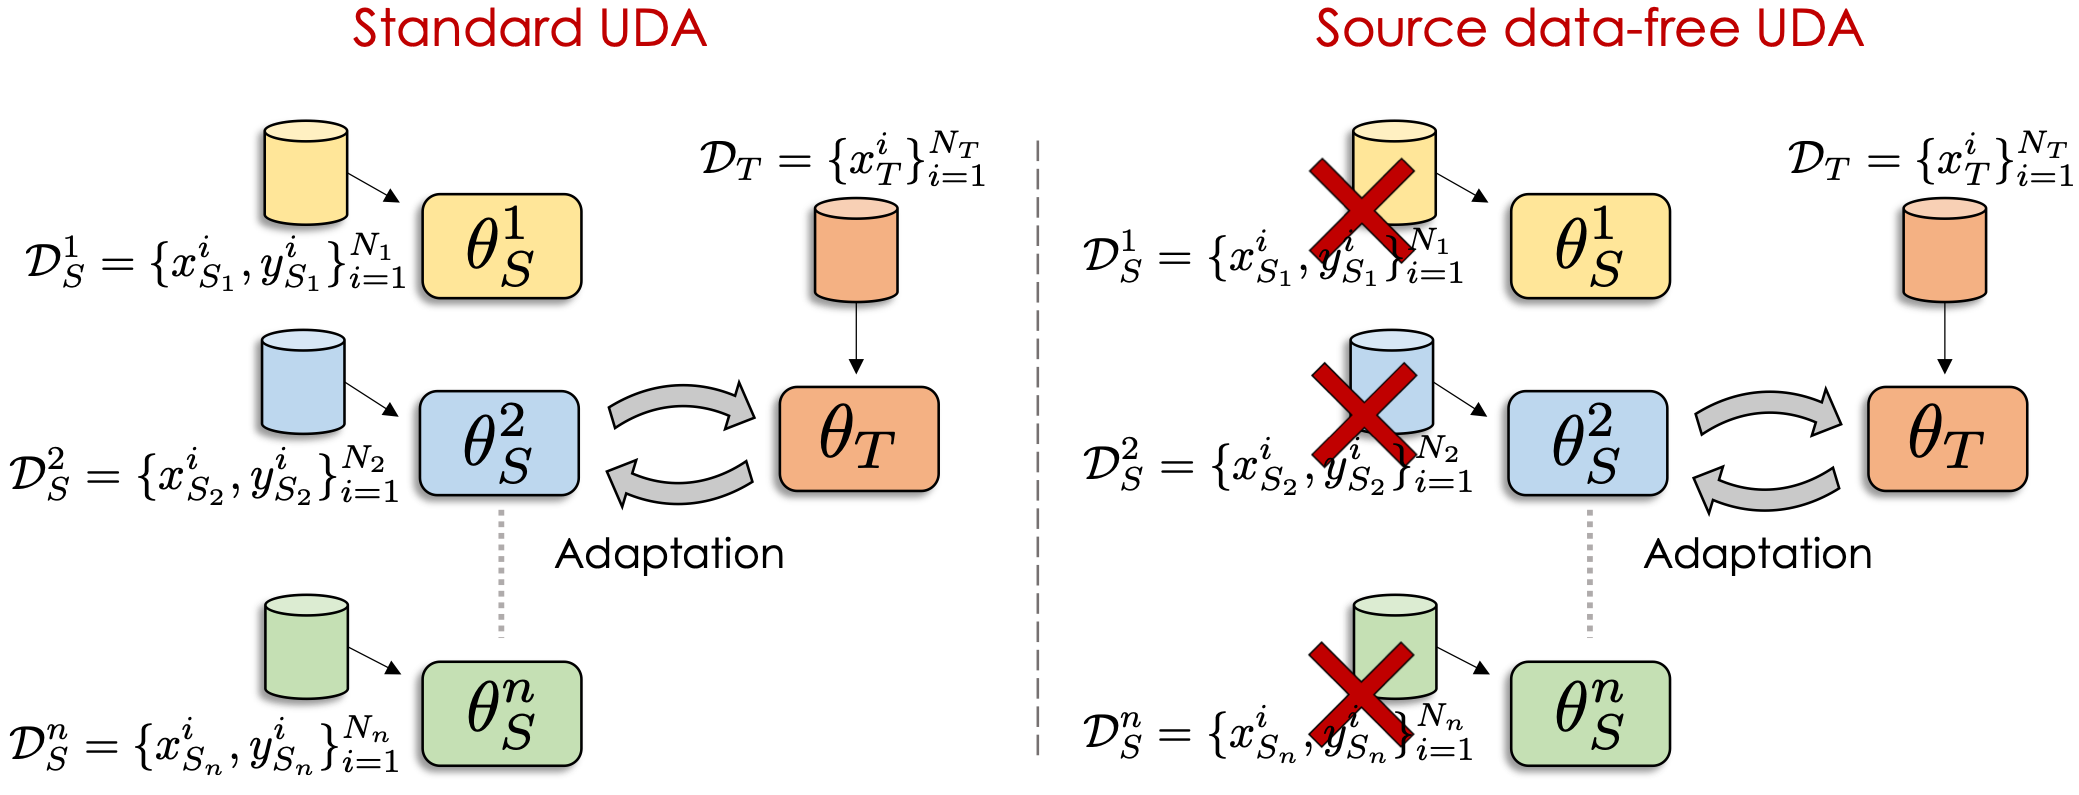 Standard UDA
$\mathcal{D}_T = \{x_T^i\}_{i=1}^{N_T}$
$\theta_S^1$
$\mathcal{D}_S^1 = \{x_{S_1}^i, y_{S_1}^i\}_{i=1}^{N_1}$
$\theta_S^2$
$\theta_T$
$\mathcal{D}_S^2 = \{x_{S_2}^i, y_{S_2}^i\}_{i=1}^{N_2}$
Adaptation
$\theta_S^n$
$\mathcal{D}_S^n = \{x_{S_n}^i, y_{S_n}^i\}_{i=1}^{N_n}$
Source data-free UDA
$\mathcal{D}_T = \{x_T^i\}_{i=1}^{N_T}$
$\theta_S^1$
$\mathcal{D}_S^1 = \{x_{S_1}^i, y_{S_1}^i\}_{i=1}^{N_1}$
$\theta_S^2$
$\theta_T$
$\mathcal{D}_S^2 = \{x_{S_2}^i, y_{S_2}^i\}_{i=1}^{N_2}$
Adaptation
$\theta_S^n$
$\mathcal{D}_S^n = \{x_{S_n}^i, y_{S_n}^i\}_{i=1}^{N_n}$